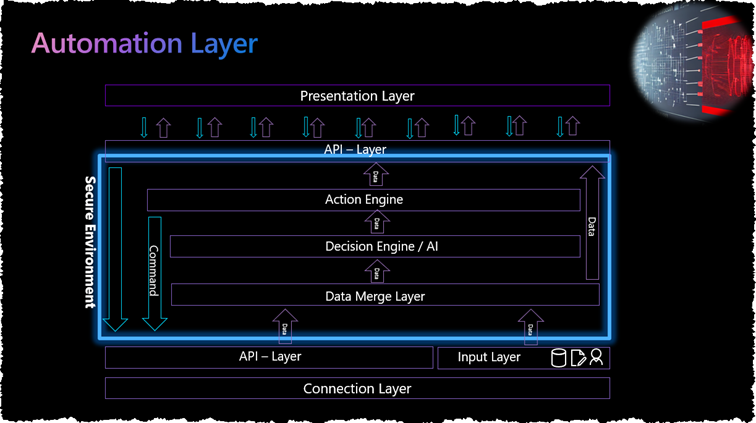 Automation Layer
Presentation Layer
API – Layer
Secure Environment
Data
Action Engine
Data
Data
Command
Decision Engine / AI
Data
Data Merge Layer
Data
Data
API – Layer
Input Layer
Connection Layer